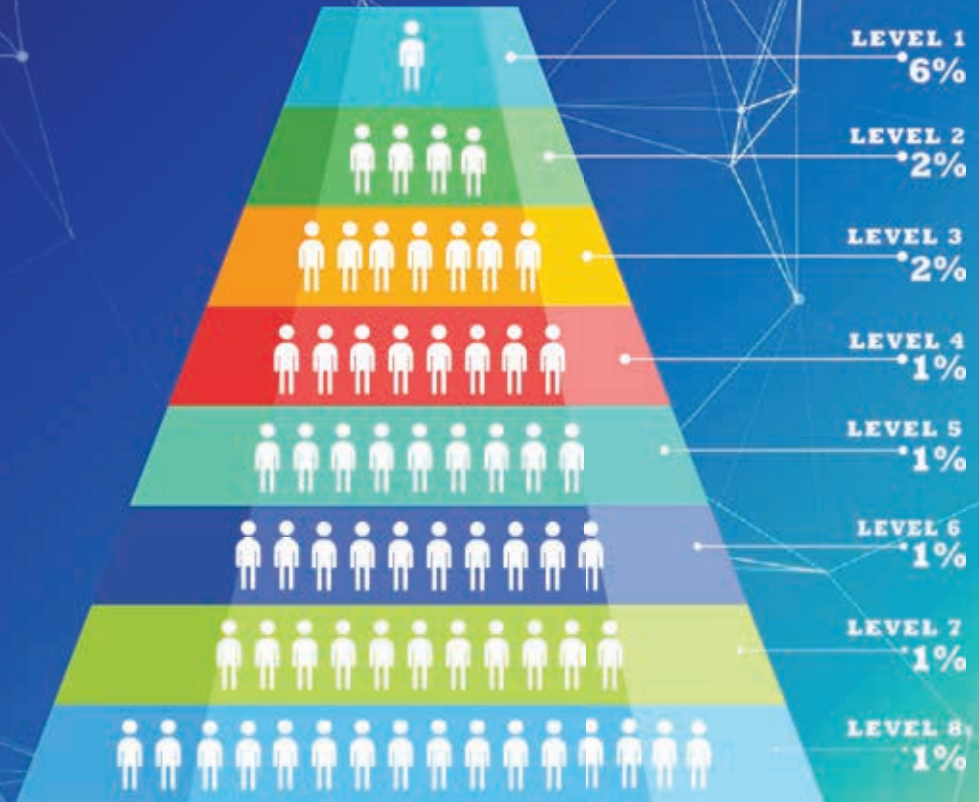 LEVEL 1
6%
LEVEL 2
2%
LEVEL 3
2%
LEVEL 4
1%
LEVEL 5
1%
LEVEL 6
1%
LEVEL 7
1%
LEVEL 8
1%